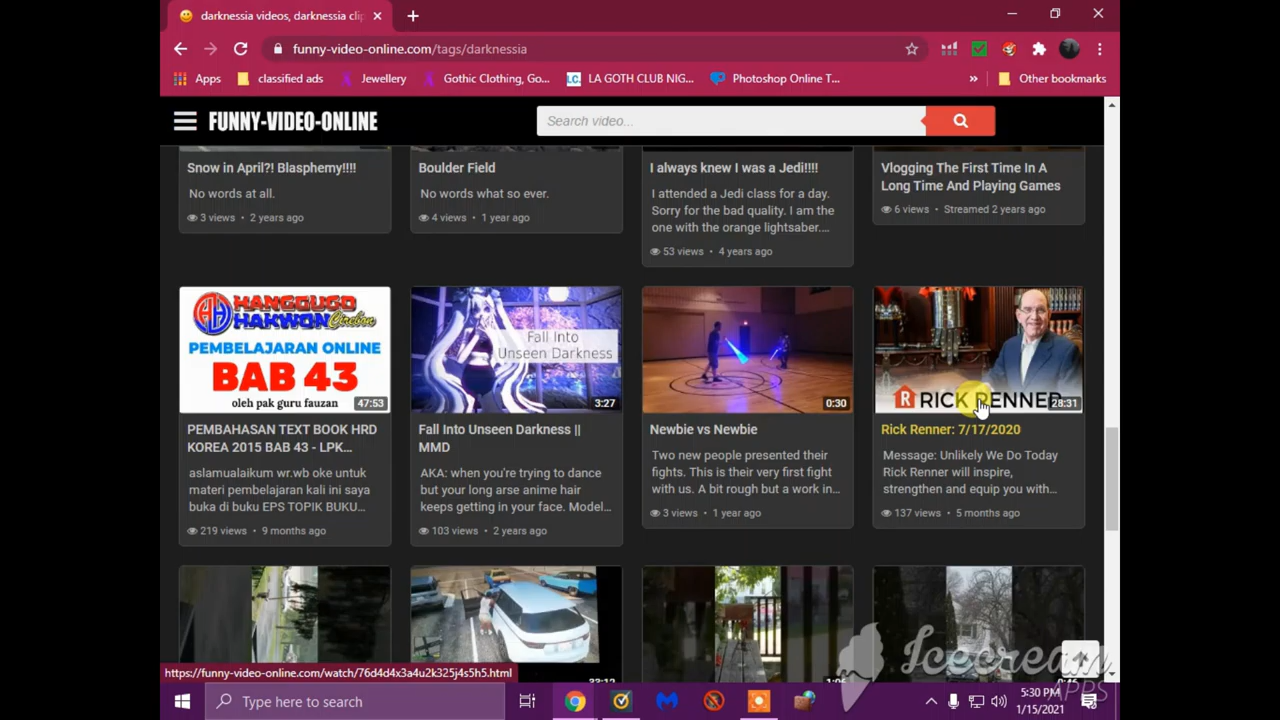 darknessia videos, darknessia cli
funny-video-online.com/tags/darknessia
Apps
classified ads
Jewellery
Gothic Clothing, Go...
LA GOTH CLUB NIG...
Photoshop Online T...
»
Other bookmarks
FUNNY-VIDEO-ONLINE
Search video...
Snow in April?! Blasphemy!!!!
No words at all.
3 views • 2 years ago
Boulder Field
No words what so ever.
4 views • 1 year ago
I always knew I was a Jedi!!!!
I attended a Jedi class for a day.
Sorry for the bad quality. I am the
one with the orange lightsaber....
53 views • 4 years ago
Vlogging The First Time In A
Long Time And Playing Games
6 views • Streamed 2 years ago
HANGGUGO
HAKWON Cirebon
PEMBELAJARAN ONLINE
BAB 43
oleh pak guru fauzan
47:53
PEMBAHASAN TEXT BOOK HRD
KOREA 2015 BAB 43 - LPK...
aslamualaikum wr.wb oke untuk
materi pembelajaran kali ini saya
buka di buku EPS TOPIK BUKU...
219 views • 9 months ago
Fall Into
Unseen Darkness
3:27
Fall Into Unseen Darkness ||
MMD
AKA: when you're trying to dance
but your long arse anime hair
keeps getting in your face. Model...
103 views • 2 years ago
0:30
Newbie vs Newbie
Two new people presented their
fights. This is their very first fight
with us. A bit rough but a work in...
3 views • 1 year ago
RICK RENNER
28:31
Rick Renner: 7/17/2020
Message: Unlikely We Do Today
Rick Renner will inspire,
strengthen and equip you with...
137 views • 5 months ago
https://funny-video-online.com/watch/76d4d4x3a4u2k325j4s5h5.html
Icecream
APPS
Type here to search
5:30 PM
1/15/2021